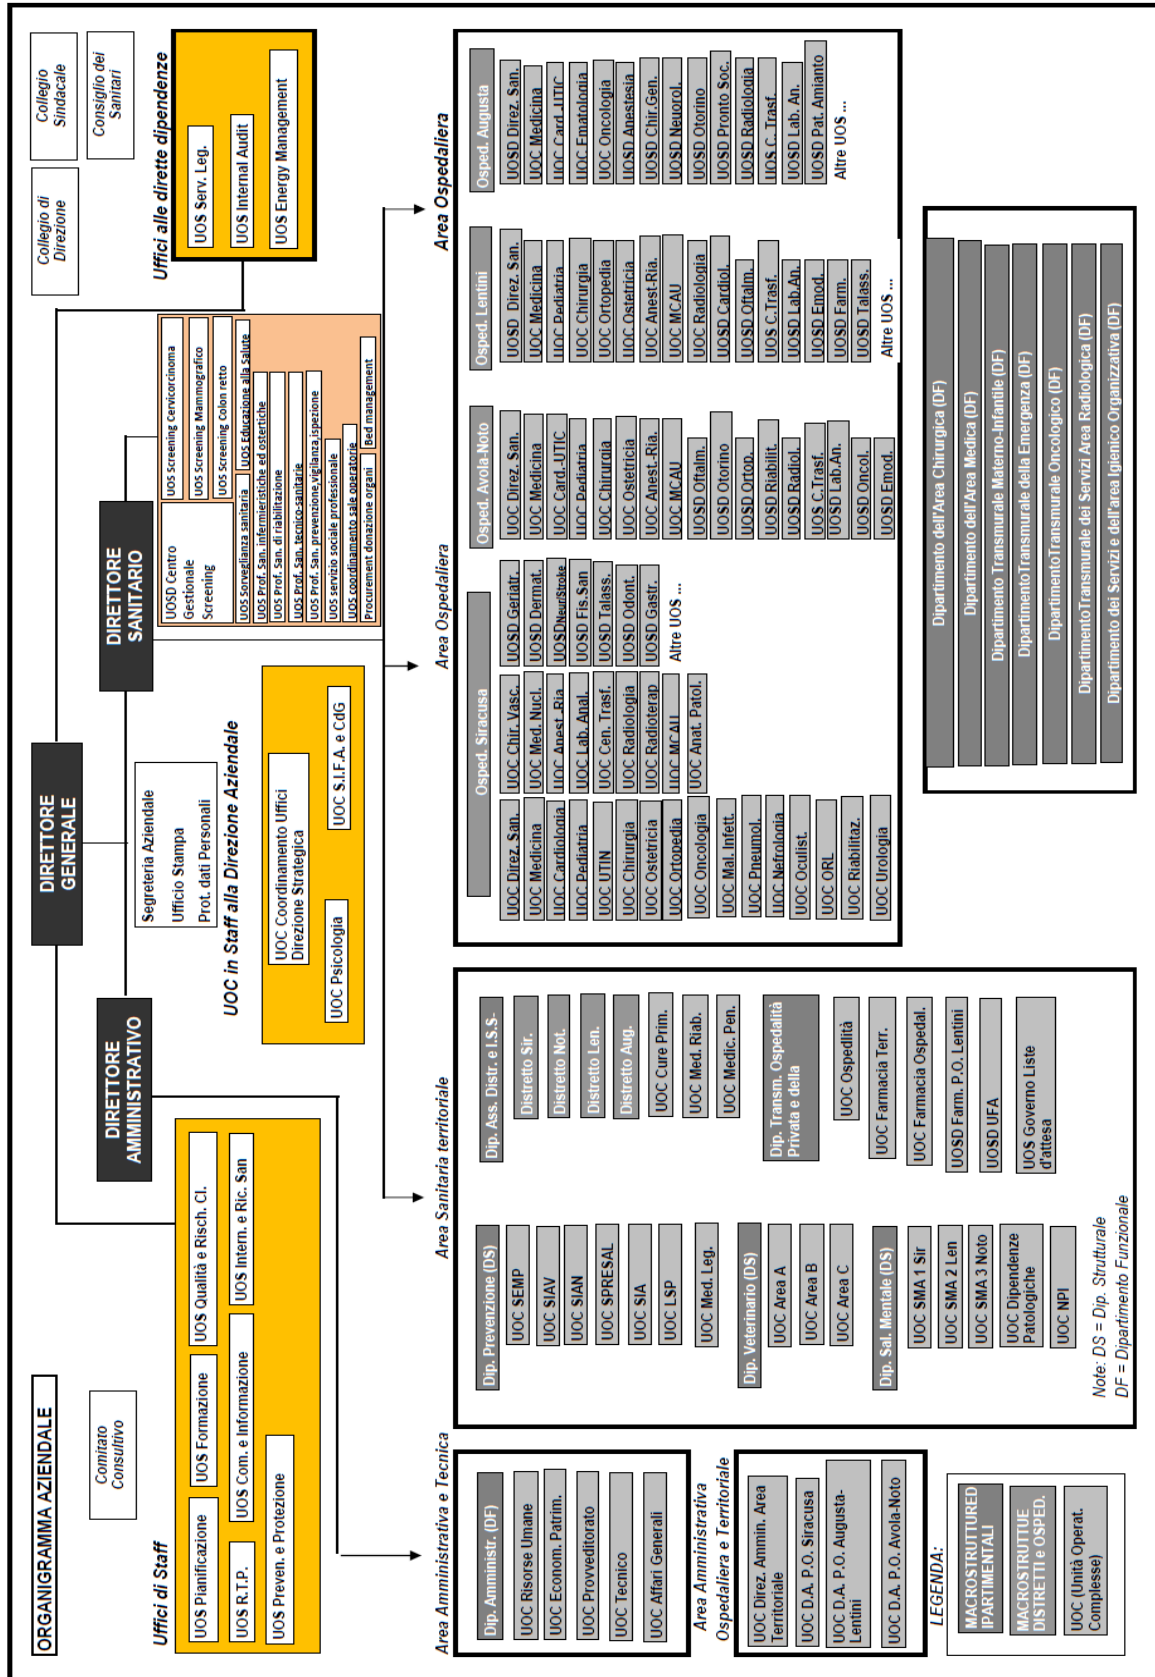 ORGANIGRAMMA AZIENDALE
Comitato
Consultivo
DIRETTORE
GENERALE
Collegio di
Direzione
Collegio
Sindacale
Consiglio dei
Sanitari
DIRETTORE
AMMINISTRATIVO
DIRETTORE
SANITARIO
Segreteria Aziendale
Ufficio Stampa
Prot. dati Personali
Uffici di Staff
UOS Pianificazione
UOS Formazione
UOS Qualità e Risch. Cl.
UOS R.T.P.
UOS Com. e Informazione
UOS Intern. e Ric. San
UOS Preven. e Protezione
UOC in Staff alla Direzione Aziendale
UOC Coordinamento Uffici
Direzione Strategica
UOC Psicologia
UOC S.I.F.A. e CdG
UOSD Centro
Gestionale
Screening
UOS Screening Cervicorcinoma
UOS Screening Mammografico
UOS Screening Colon retto
UOS Sorveglianza sanitaria
UOS Educazione alla Salute
UOS Prof. San. infermieristiche ed ostertiche
UOS Prof. San. di riabilitazione
UOS Prof. San. tecnico-sanitarie
UOS Prof. San. prevenzione,vigilanza,ispezione
UOS servizio sociale professionale
UOS coordinamento sale operatorie
Procurement donazione organi
Bed management
Uffici alle dirette dipendenze
UOS Serv. Leg.
UOS Internal Audit
UOS Energy Management
Area Amministrativa e Tecnica
Dip. Amministr. (DF)
UOC Risorse Umane
UOC Econom. Patrim.
UOC Provveditorato
UOC Tecnico
UOC Affari Generali
Area Amministrativa
Ospedaliera e Territoriale
UOC Direz. Ammin. Area
Territoriale
UOC D.A. P.O. Siracusa
UOC D.A. P.O. Augusta-
Lentini
UOC D.A. P.O. Avola-Noto
LEGENDA:
MACROSTRUTTURED
IPARTIMENTALI
MACROSTRUTTUE
DISTRETTI e OSPED.
UOC (Unità Operat.
Complesse)
Area Sanitaria territoriale
Dip. Prevenzione (DS)
UOC SEMP
UOC SIAV
UOC SIAN
UOC SPRESAL
UOC SIA
UOC LSP
UOC Med. Leg.
Dip. Veterinario (DS)
UOC Area A
UOC Area B
UOC Area C
Dip. Sal. Mentale (DS)
UOC SMA 1 Sir
UOC SMA 2 Len
UOC SMA 3 Noto
UOC Dipendenze
Patologiche
UOC NPI
Dip. Ass. Distr. e I.S.S-
Distretto Sir.
Distretto Not.
Distretto Len.
Distretto Aug.
UOC Cure Prim.
UOC Med. Riab.
UOC Medic. Pen.
Dip. Transm. Ospedalità
Privata e della
UOC Ospedlità
UOC Farmacia Terr.
UOC Farmacia Ospedal.
UOSD Farm. P.O. Lentini
UOSD UFA
UOS Governo Liste
d'attesa
Note: DS = Dip. Strutturale
DF = Dipartimento Funzionale
Area Ospedaliera
Osped. Siracusa
UOC Direz. San.
UOC Medicina
UOC Cardiologia
UOC Pediatria
UOC UTIN
UOC Chirurgia
UOC Ostetricia
UOC Ortopedia
UOC Oncologia
UOC Mal. Infett.
UOC Pneumol.
UOC Nefrologia
UOC Oculist.
UOC ORL
UOC Riabilitaz.
UOC Urologia
UOC Chir. Vasc.
UOC Med. Nucl.
UOC Anest.-Ria
UOC Lab. Anal.
UOC Cen. Trasf.
UOC Radiologia
UOC Radioterap
UOC MCAU
UOC Anat. Patol.
UOSD Geriatr.
UOSD Dermat.
UOSDNeur/Stroke
UOSD Fis.San
UOSD Talass.
UOSD Odont.
UOSD Gastr.
Altre UOS ...
Osped. Avola-Noto
UOC Direz. San.
UOC Medicina
UOC Card.-UTIC
UOC Pediatria
UOC Chirurgia
UOC Ostetricia
UOC Anest.-Ria.
UOC MCAU
UOSD Oftalm.
UOSD Otorino
UOSD Ortop.
UOSD Riabilit.
UOSD Radiol.
UOS C.Trasf.
UOSD Lab.An.
UOSD Oncol.
UOSD Emod.
Area Ospedaliera
Osped. Lentini
UOSD Direz. San.
UOC Medicina
UOC Pediatria
UOC Chirurgia
UOC Ortopedia
UOC. Ostetricia
UOC Anest-Ria.
UOC MCAU
UOC Radiologia
UOSD Cardiol.
UOSD Oftalm.
UOS C.Trasf.
UOSD Lab.An.
UOSD Emod.
UOSD Farm.
UOSD Talass.
Altre UOS ...
Osped. Augusta
UOSD Direz. San.
UOC Medicina
UOC Card.-UTIC
UOC Ematologia
UOC Oncologia
UOSD Anestesia
UOSD Chir.Gen.
UOSD Neurol.
UOSD Otorino
UOSD Pronto Soc.
UOSD Radiologia
UOS C. Trasf.
UOSD Lab. An.
UOSD Pat. Amianto
Altre UOS ...
Dipartimento dell'Area Chirurgica (DF)
Dipartimento dell'Area Medica (DF)
Dipartimento Transmurale Materno-Infantile (DF)
DipartimentoTransmurale della Emergenza (DF)
DipartimentoTransmurale Oncologico (DF)
DipartimentoTransmurale dei Servizi Area Radiologica (DF)
Dipartimento dei Servizi e dell'area Igienico Organizzativa (DF)